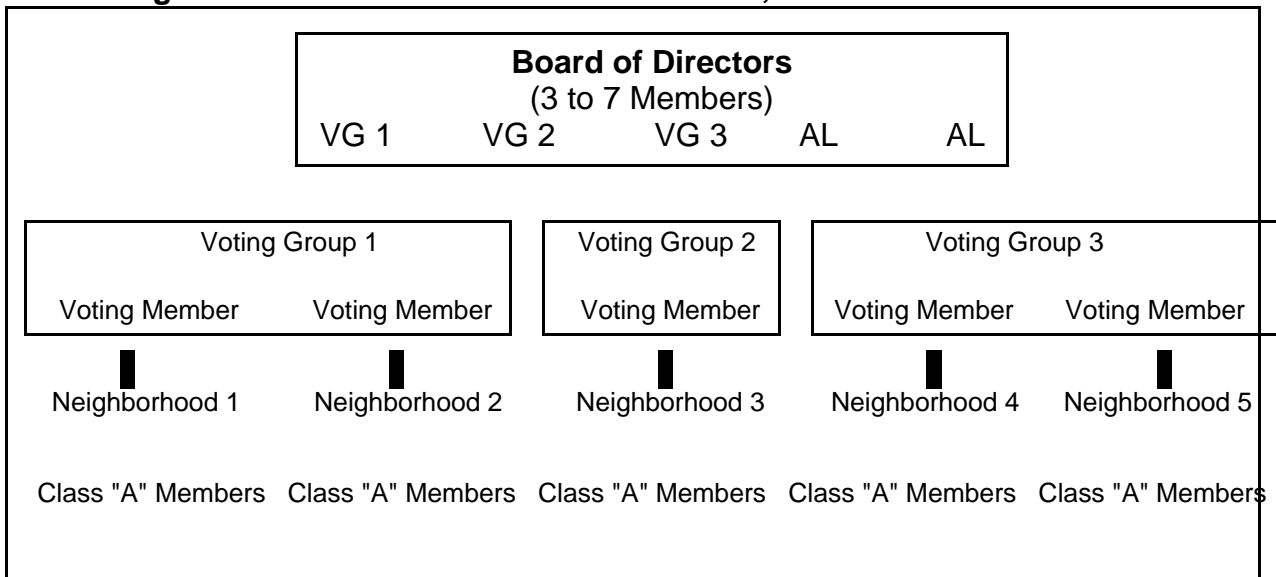 Board of Directors
(3 to 7 Members)
VG 1 VG 2 VG 3 AL AL
Voting Group 1 Voting Group 2 Voting Group 3
Voting Member Voting Member Voting Member Voting Member Voting Member
Neighborhood 1 Neighborhood 2 Neighborhood 3 Neighborhood 4 Neighborhood 5
Class "A" Members Class "A" Members Class "A" Members Class "A" Members Class "A" Members